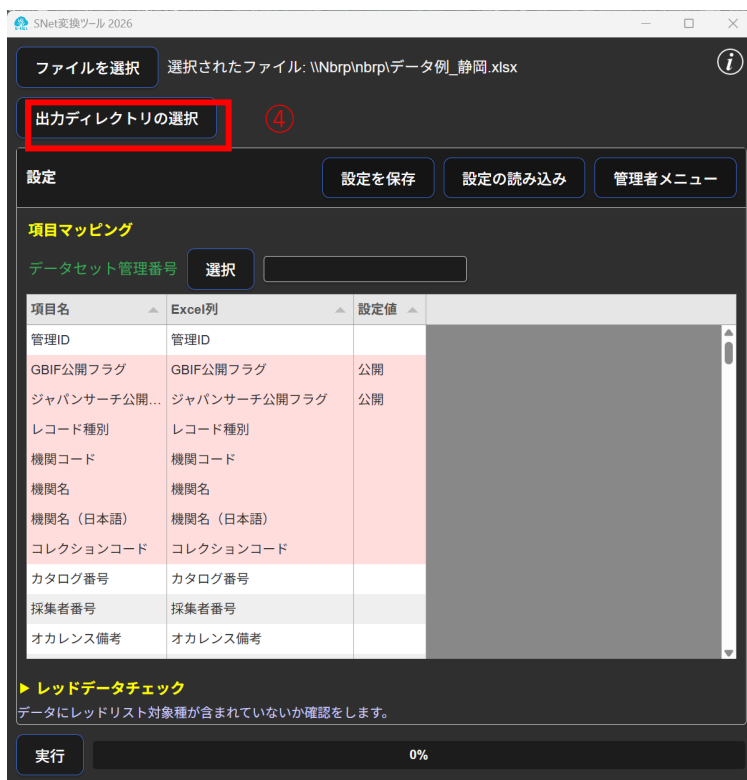 SNet変換ツール 2026
ファイルを選択 選択されたファイル: \\Nbrp\nbrp\データ例_静岡.xlsx
出力ディレクトリの選択 ④
設定 設定を保存 設定の読み込み 管理者メニュー
項目マッピング
データセット管理番号 選択
項目名 Excel列 設定値
管理ID 管理ID
GBIF公開フラグ GBIF公開フラグ 公開
ジャパンサーチ公開… ジャパンサーチ公開フラグ 公開
レコード種別 レコード種別
機関コード 機関コード
機関名 機関名
機関名（日本語） 機関名（日本語）
コレクションコード コレクションコード
カタログ番号 カタログ番号
採集者番号 採集者番号
オカレンス備考 オカレンス備考
▶ レッドデータチェック
データにレッドリスト対象種が含まれていないか確認をします。
実行 0%